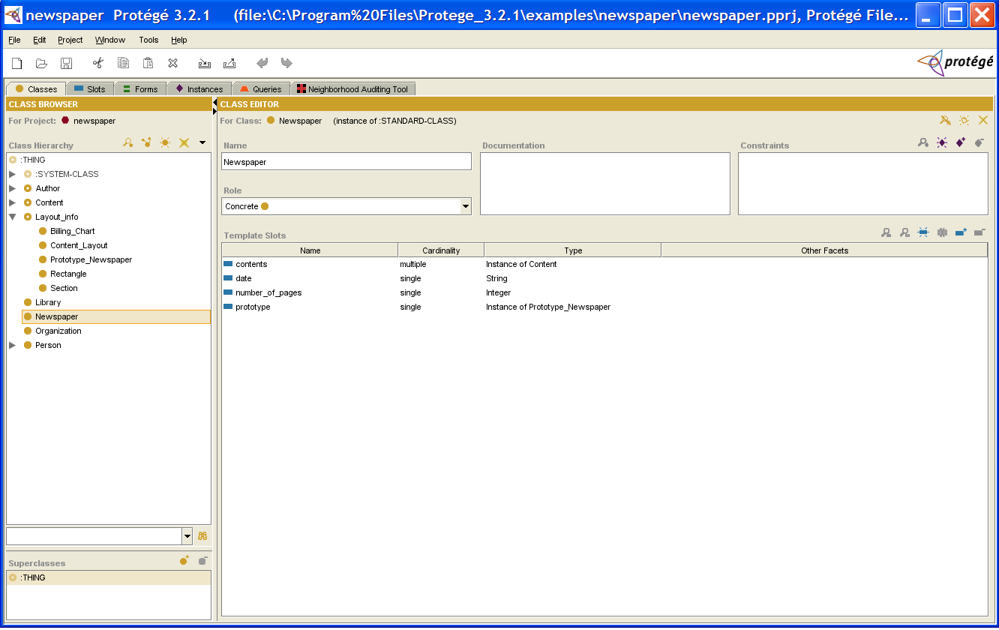 newspaper Protégé 3.2.1 (file:\C:\Program%20Files\Protege_3.2.1\examples\newspaper\newspaper.pprj, Protégé File...
File Edit Project Window Tools Help
protégé
Classes Slots Forms Instances Queries Neighborhood Auditing Tool
CLASS BROWSER
For Project: newspaper
Class Hierarchy
:THING
:SYSTEM-CLASS
Author
Content
Layout_info
Billing_Chart
Content_Layout
Prototype_Newspaper
Rectangle
Section
Library
Newspaper
Organization
Person
Superclasses
:THING
CLASS EDITOR
For Class: Newspaper (instance of :STANDARD-CLASS)
Name Documentation Constraints
Newspaper
Role
Concrete
Template Slots
Name Cardinality Type Other Facets
contents multiple Instance of Content
date single String
number_of_pages single Integer
prototype single Instance of Prototype_Newspaper